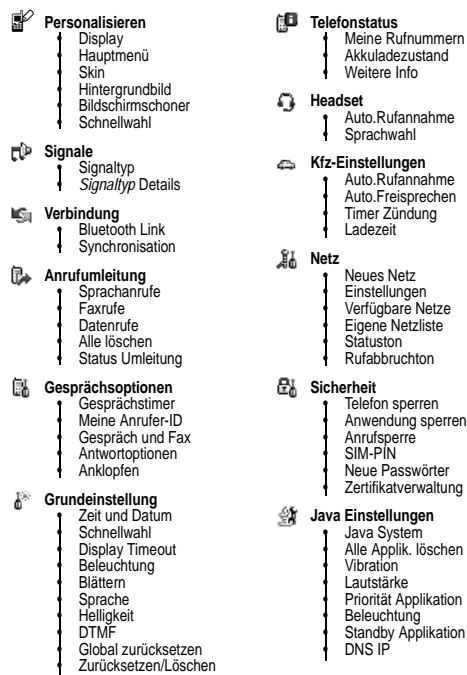 Personalisieren
Display
Hauptmenü
Skin
Hintergrundbild
Bildschirmschoner
Schnellwahl
Signale
Signaltyp
Signaltyp Details
Verbindung
Bluetooth Link
Synchronisation
Anrufumleitung
Sprachanrufe
Faxrufe
Datenrufe
Alle löschen
Status Umleitung
Gesprächsoptionen
Gesprächstimer
Meine Anrufer-ID
Gespräch und Fax
Antwortoptionen
Anklopfen
Grundeinstellung
Zeit und Datum
Schnellwahl
Display Timeout
Beleuchtung
Blättern
Sprache
Helligkeit
DTMF
Global zurücksetzen
Zurücksetzen/Löschen
Telefonstatus
Meine Rufnummern
Akkuladezustand
Weitere Info
Headset
Auto.Rufannahme
Sprachwahl
Kfz-Einstellungen
Auto.Rufannahme
Auto.Freisprechen
Timer Zündung
Ladezeit
Netz
Neues Netz
Einstellungen
Verfügbare Netze
Eigene Netzliste
Statuston
Rufabbruchton
Sicherheit
Telefon sperren
Anwendung sperren
Anrufsperre
SIM-PIN
Neue Passwörter
Zertifikatverwaltung
Java Einstellungen
Java System
Alle Applik. löschen
Vibration
Lautstärke
Priorität Applikation
Beleuchtung
Standby Applikation
DNS IP